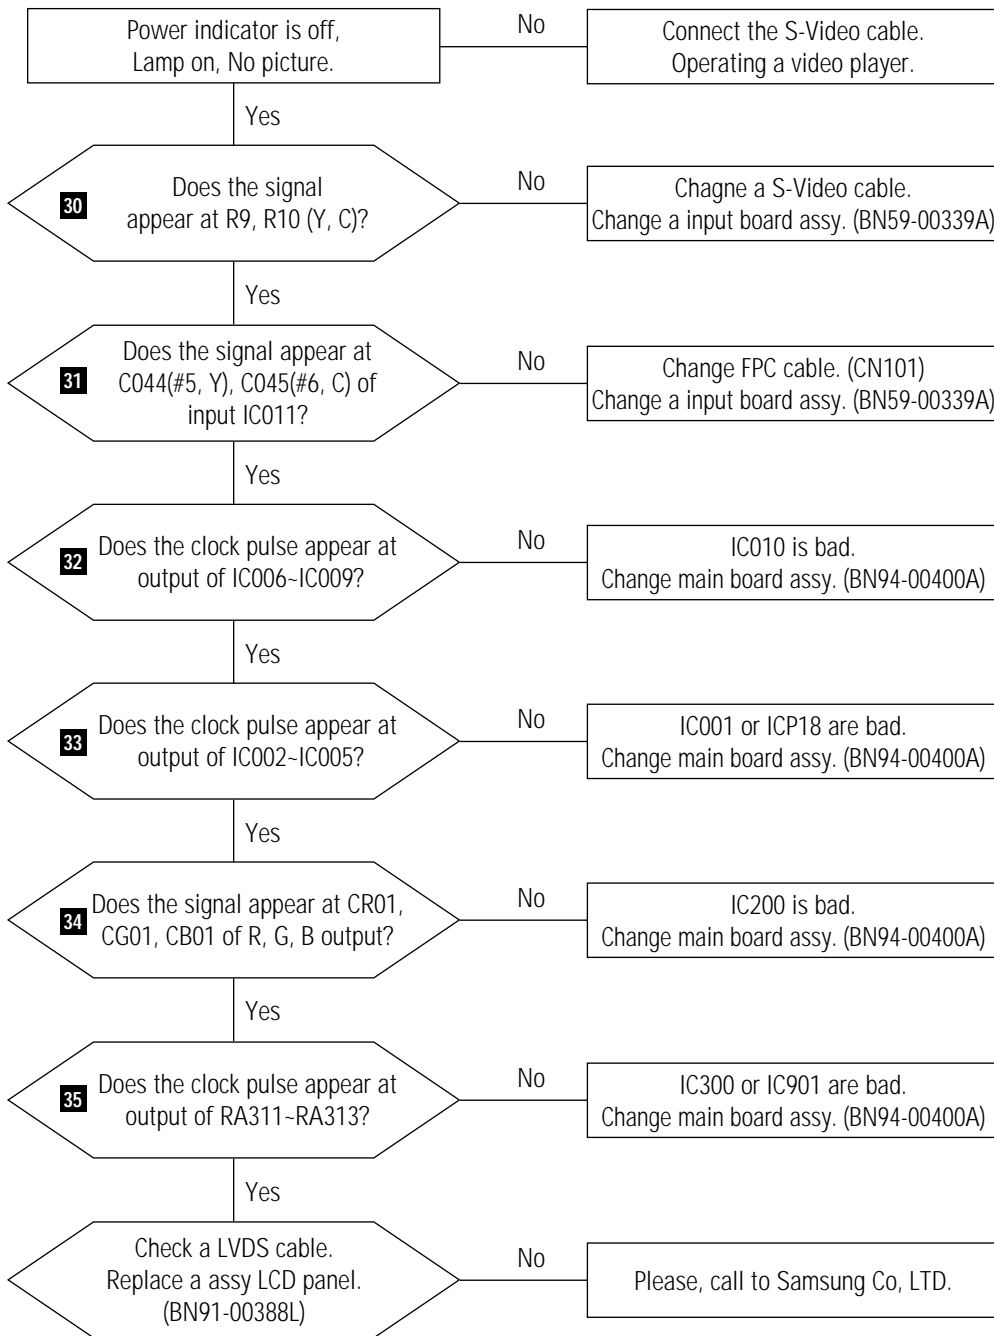 Power indicator is off,
Lamp on, No picture.
No
Connect the S-Video cable.
Operating a video player.
Yes
30
Does the signal
appear at R9, R10 (Y, C)?
No
Chagne a S-Video cable.
Change a input board assy. (BN59-00339A)
Yes
31
Does the signal appear at
C044(#5, Y), C045(#6, C) of
input IC011?
No
Change FPC cable. (CN101)
Change a input board assy. (BN59-00339A)
Yes
32
Does the clock pulse appear at
output of IC006~IC009?
No
IC010 is bad.
Change main board assy. (BN94-00400A)
Yes
33
Does the clock pulse appear at
output of IC002~IC005?
No
IC001 or ICP18 are bad.
Change main board assy. (BN94-00400A)
Yes
34
Does the signal appear at CR01,
CG01, CB01 of R, G, B output?
No
IC200 is bad.
Change main board assy. (BN94-00400A)
Yes
35
Does the clock pulse appear at
output of RA311~RA313?
No
IC300 or IC901 are bad.
Change main board assy. (BN94-00400A)
Yes
Check a LVDS cable.
Replace a assy LCD panel.
(BN91-00388L)
No
Please, call to Samsung Co, LTD.